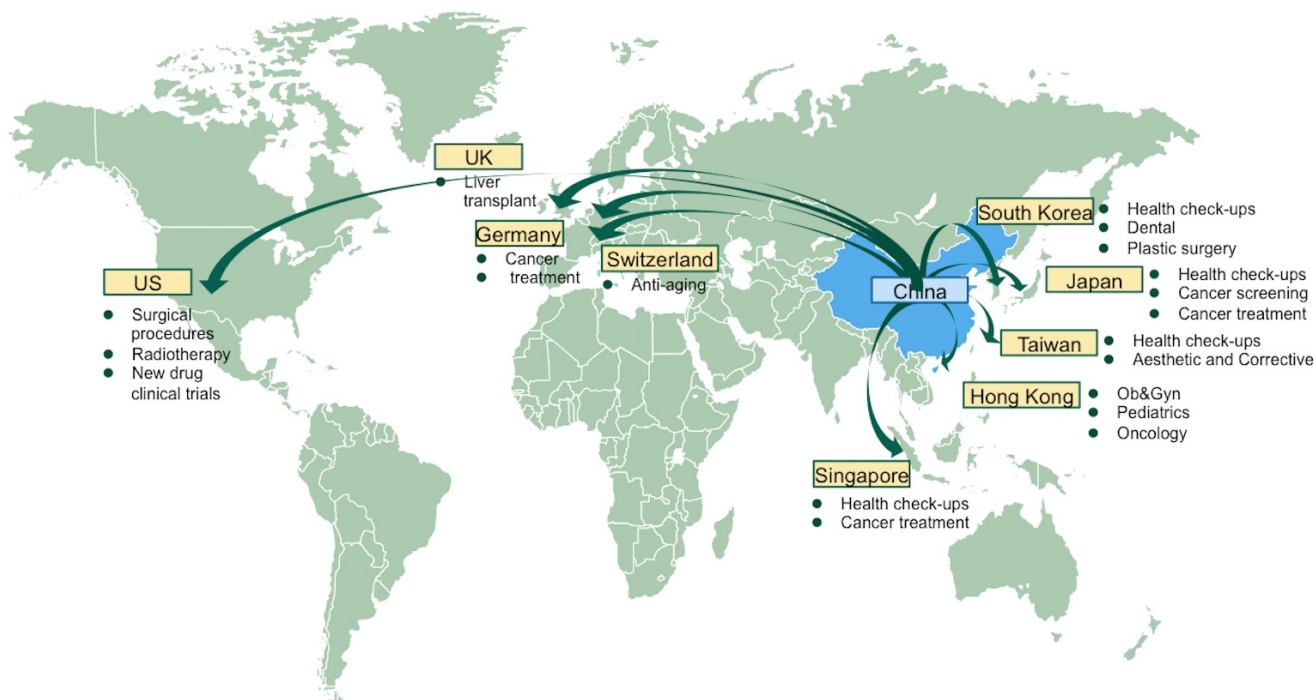 UK
• Liver
transplant
Germany
• Cancer
• treatment
Switzerland
• Anti-aging
US
• Surgical
procedures
• Radiotherapy
• New drug
clinical trials
China
South Korea
• Health check-ups
• Dental
• Plastic surgery
Japan
• Health check-ups
• Cancer screening
• Cancer treatment
Taiwan
• Health check-ups
• Aesthetic and Corrective
Hong Kong
• Ob&Gyn
• Pediatrics
• Oncology
Singapore
• Health check-ups
• Cancer treatment